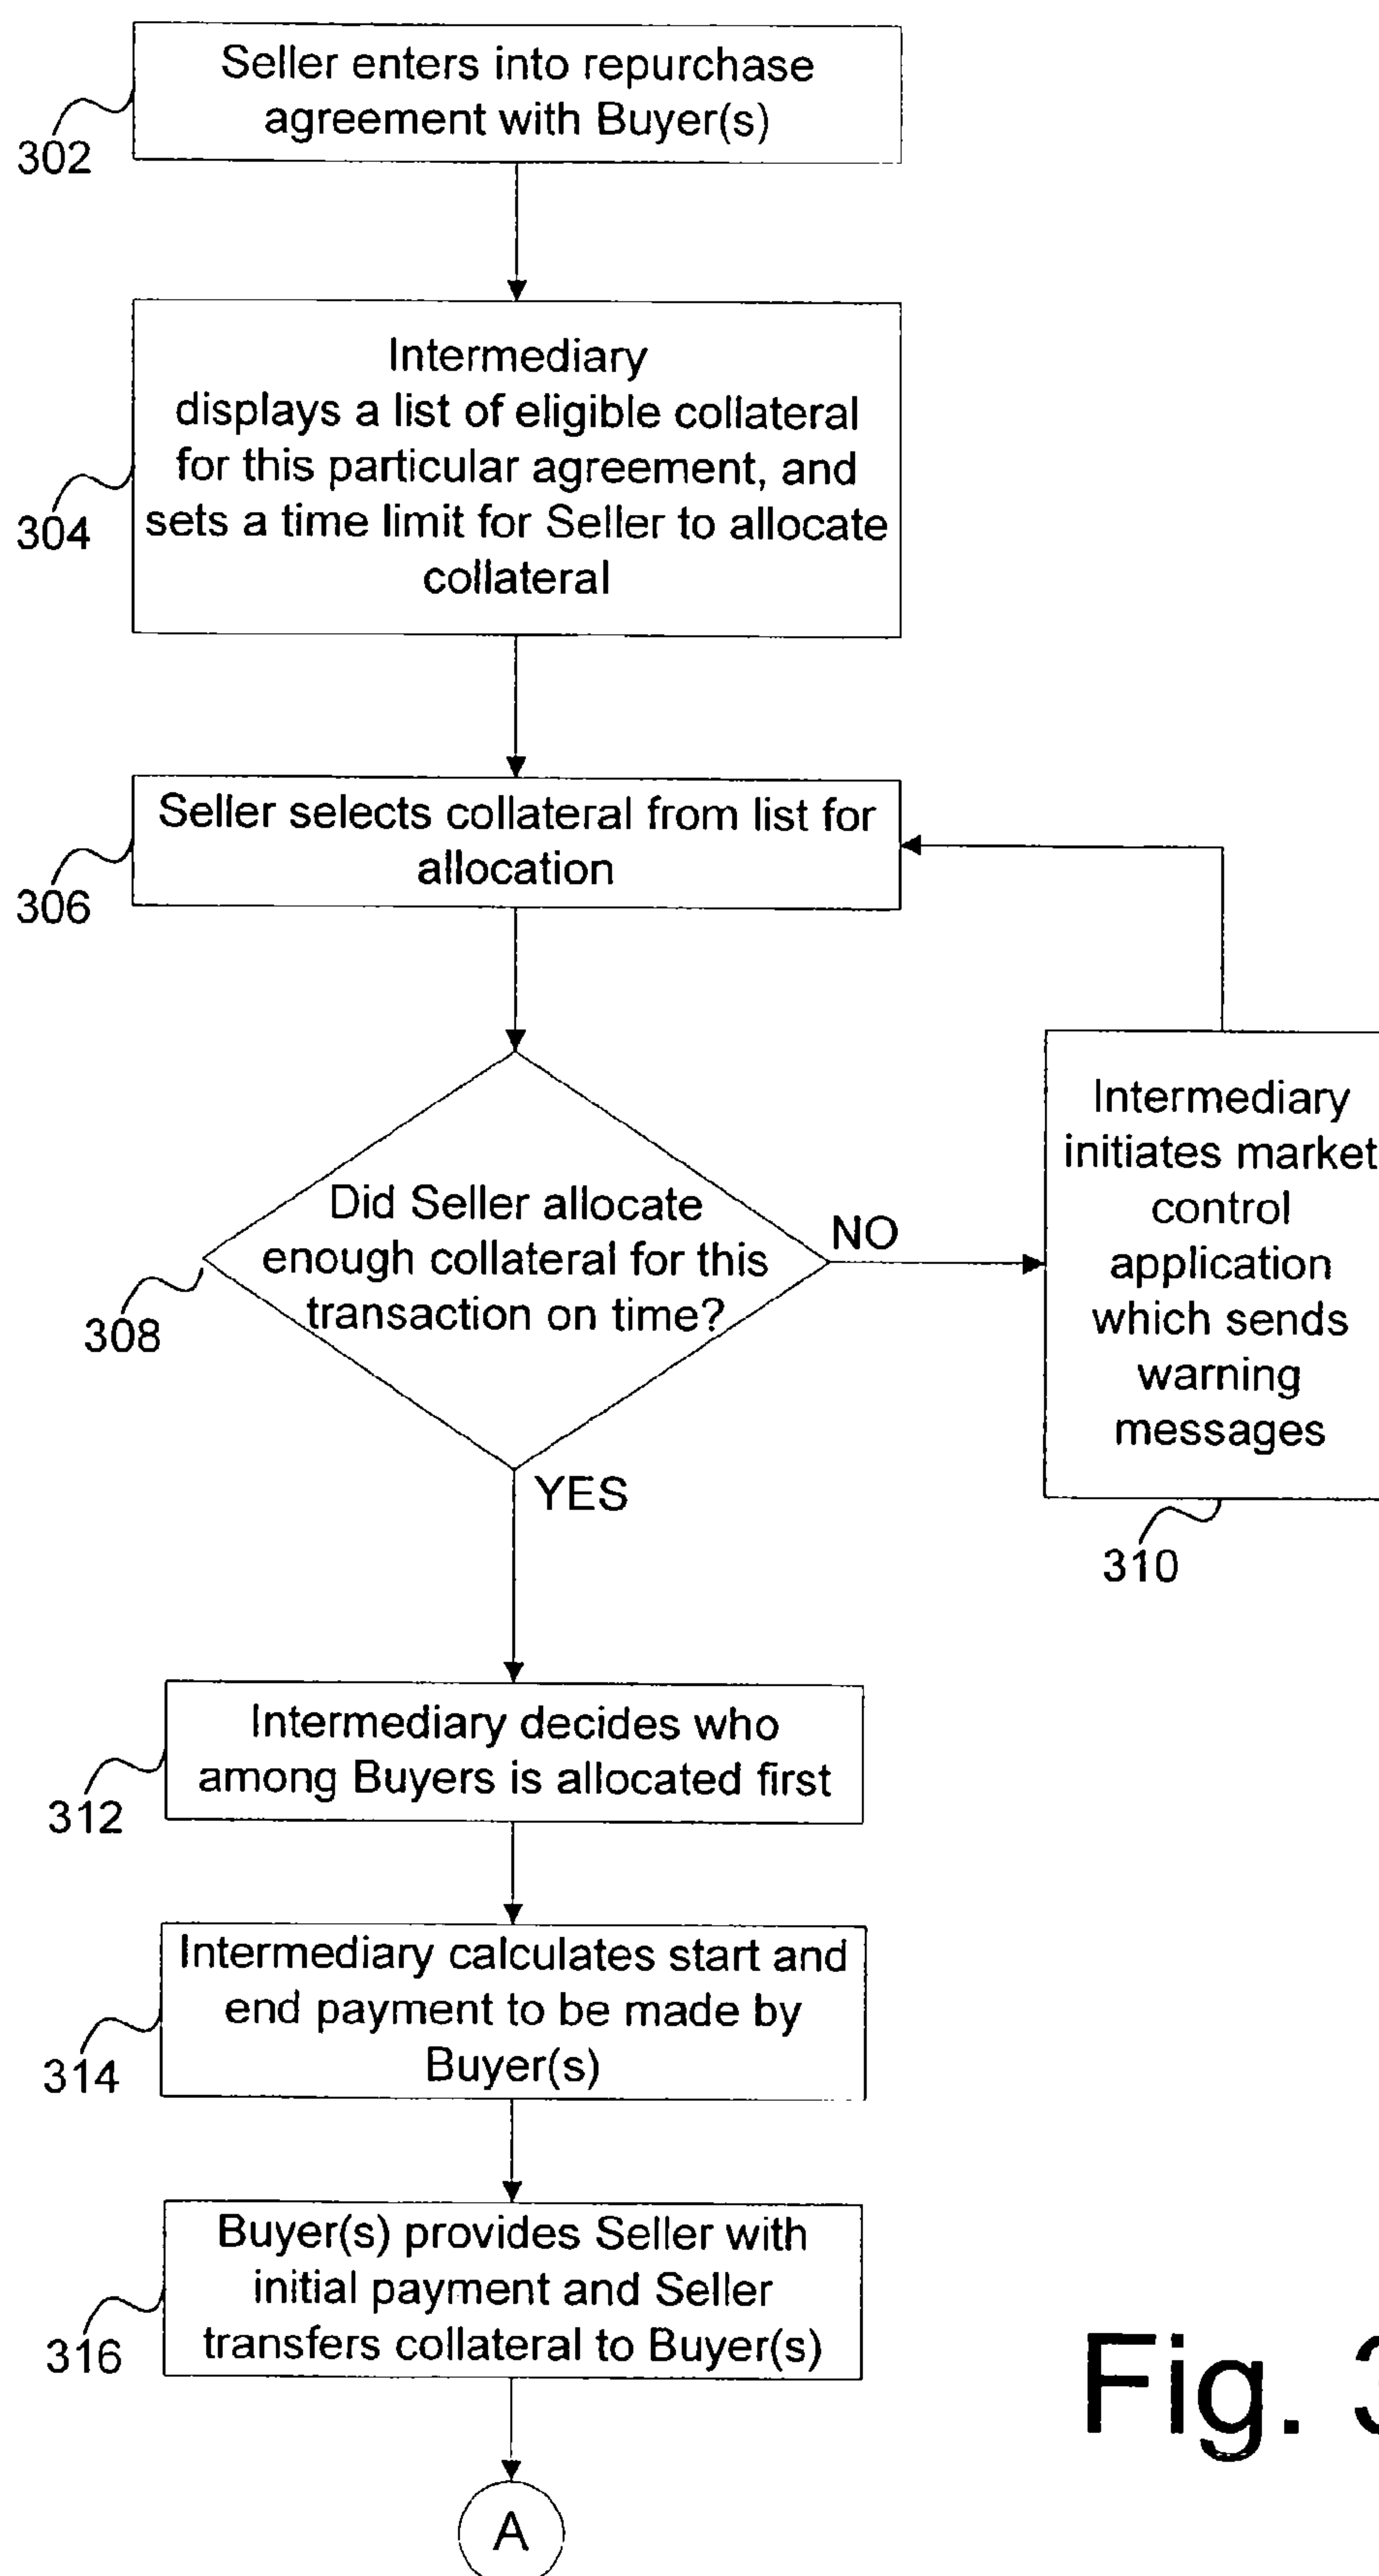 Seller enters into repurchase
agreement with Buyer(s)
302
Intermediary
displays a list of eligible collateral
for this particular agreement, and
sets a time limit for Seller to allocate
collateral
304
Seller selects collateral from list for
allocation
306
Did Seller allocate
enough collateral for this
transaction on time?
308
NO
Intermediary
initiates market
control
application
which sends
warning
messages
310
YES
Intermediary decides who
among Buyers is allocated first
312
Intermediary calculates start and
end payment to be made by
Buyer(s)
314
Buyer(s) provides Seller with
initial payment and Seller
transfers collateral to Buyer(s)
316
Fig.
A